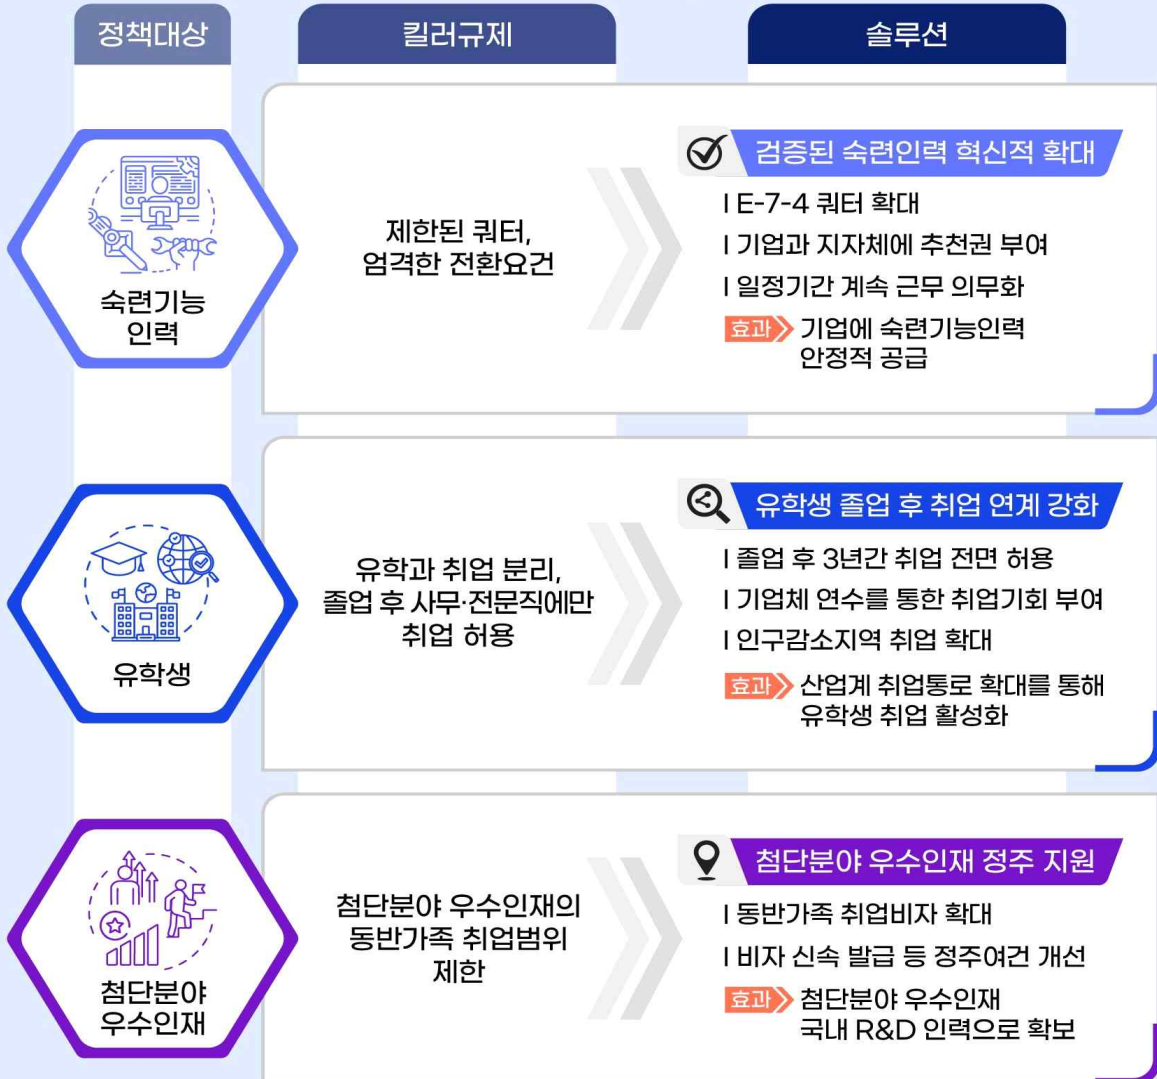 정책대상
킬러규제
솔루션
숙련기능
인력
제한된 쿼터,
엄격한 전환요건
검증된 숙련인력 혁신적 확대
ㅣE-7-4 쿼터 확대
ㅣ기업과 지자체에 추천권 부여
ㅣ일정기간 계속 근무 의무화
효과 기업에 숙련기능인력
안정적 공급
유학생
유학과 취업 분리,
졸업 후 사무·전문직에만
취업 허용
유학생 졸업 후 취업 연계 강화
ㅣ졸업 후 3년간 취업 전면 허용
ㅣ기업체 연수를 통한 취업기회 부여
ㅣ인구감소지역 취업 확대
효과 산업계 취업통로 확대를 통해
유학생 취업 활성화
첨단분야
우수인재
첨단분야 우수인재의
동반가족 취업범위
제한
첨단분야 우수인재 정주 지원
ㅣ동반가족 취업비자 확대
ㅣ비자 신속 발급 등 정주여건 개선
효과 첨단분야 우수인재
국내 R&D 인력으로 확보